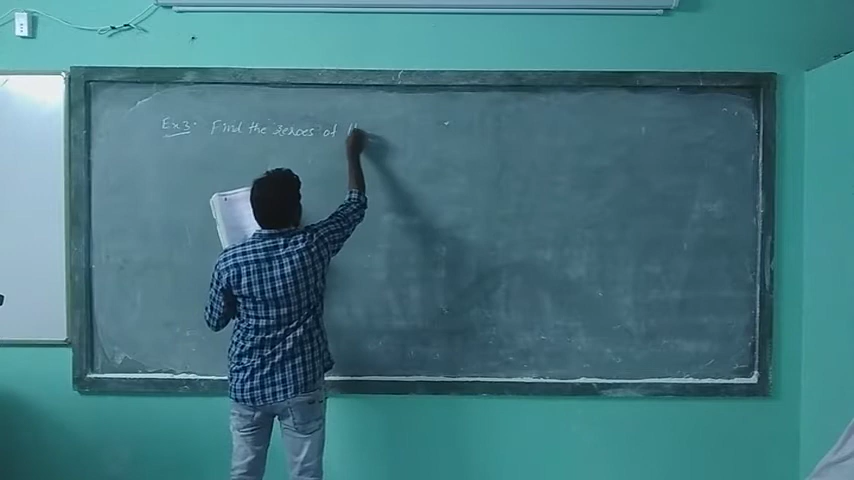 Ex3. Find the zeroes of